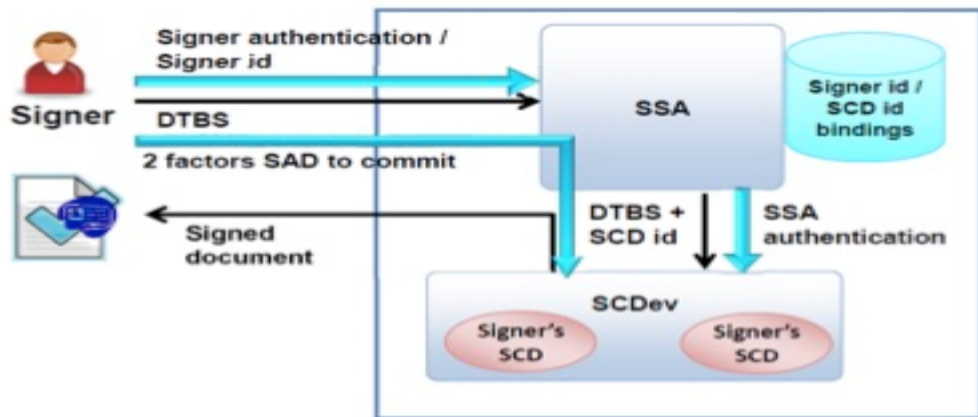 Signer authentication /
Signer id
Signer
DTBS
2 factors SAD to commit
Signed
document
SSA
Signer id /
SCD id
bindings
DTBS +
SCD id
SSA
authentication
SCDev
Signer's
SCD
Signer's
SCD